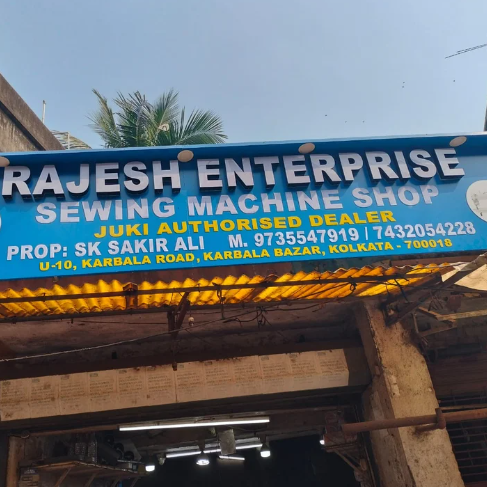 RAJESH ENTERPRISE
SEWING MACHINE SHOP
JUKI AUTHORISED DEALER
PROP: SK SAKIR ALI M. 9735547919 / 7432054228
U-10, KARBALA ROAD, KARBALA BAZAR, KOLKATA - 700018